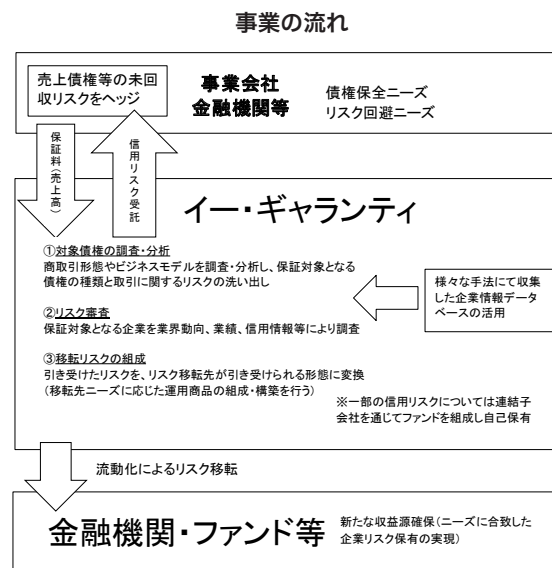 事業の流れ
売上債権等の未回
収リスクをヘッジ
事業会社
金融機関等
債権保全ニーズ
リスク回避ニーズ
保証料(売上高)
信用リスク受託
イー・ギャランティ
①対象債権の調査・分析
商取引形態やビジネスモデルを調査・分析し、保証対象となる
債権の種類と取引に関するリスクの洗い出し
②リスク審査
保証対象となる企業を業界動向、業績、信用情報等により調査
③移転リスクの組成
引き受けたリスクを、リスク移転先が引き受けられる形態に変換
(移転先ニーズに応じた運用商品の組成・構築を行う)
様々な手法にて収集
した企業情報データ
ベースの活用
※一部の信用リスクについては連結子
会社を通じてファンドを組成し自己保有
流動化によるリスク移転
金融機関・ファンド等
新たな収益源確保(ニーズに合致した
企業リスク保有の実現)